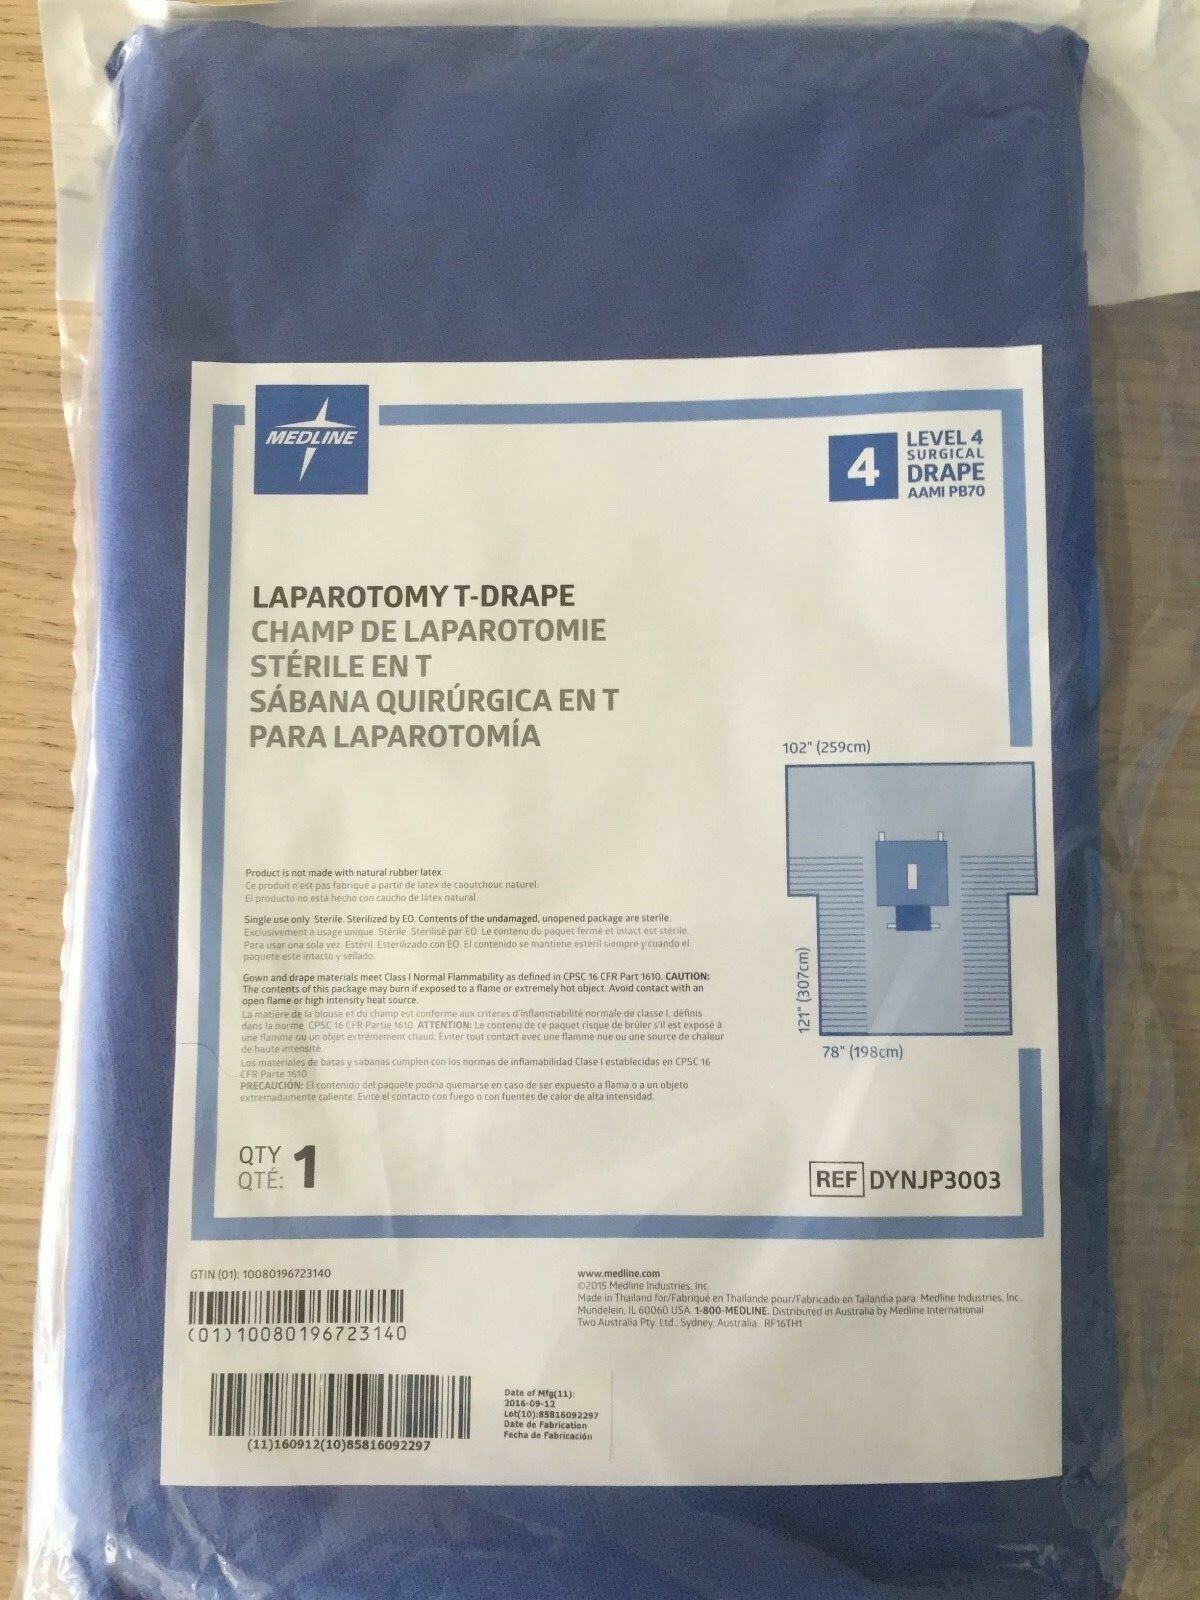 MEDLINE
4
LEVEL 4
SURGICAL
DRAPE
AAMI PB70
LAPAROTOMY T-DRAPE
CHAMP DE LAPAROTOMIE
STÉRILE EN T
SÁBANA QUIRÚRGICA EN T
PARA LAPAROTOMÍA
102" (259cm)
121" (307cm)
78" (198cm)
Product is not made with natural rubber latex.
Ce produit n'est pas fabriqué à partir de latex de caoutchouc naturel.
El producto no está hecho con caucho de látex natural
Single use only. Sterile. Sterilized by EO. Contents of the undamaged, unopened package are sterile.
Exclusivement à usage unique. Stérile. Stérilisé par EO. Le contenu du paquet fermé et intact est stérile.
Para usar una sola vez. Estéril. Esterilizado con EO. El contenido se mantiene estéril siempre y cuando el
paquete este intacto y sellado.
Gown and drape materials meet Class I Normal Flammability as defined in CPSC 16 CFR Part 1610. CAUTION:
The contents of this package may burn if exposed to a flame or extremely hot object. Avoid contact with an
open flame or high intensity heat source.
La matière de la blouse et du champ est conforme aux critères d'inflammabilité normale de classe I, définis
dans la norme CPSC 16 CFR Partie 1610. ATTENTION: Le contenu de ce paquet risque de brûler s'il est exposé à
une flamme ou un objet extrêmement chaud. Eviter tout contact avec une flamme nue ou une source de chaleur
de haute intensité.
Los materiales de batas y sábanas cumplen con los normas de inflamabilidad Clase I establecidas en CPSC 16
CFR Parte 1610.
PRECAUCIÓN: El contenido del paquete podría quemarse en caso de ser expuesto a flama o a un objeto
extremadamente caliente. Evite el contacto con fuego o con fuentes de calor de alta intensidad.
QTY
QTÉ: 1
REF DYNJP3003
GTIN (01): 10080196723140
(01)10080196723140
www.medline.com
©2015 Medline Industries, Inc.
Made in Thailand for/Fabriqué en Thaïlande pour/Fabricado en Tailandia para: Medline Industries, Inc.,
Mundelein, IL 60060 USA. 1-800-MEDLINE. Distributed in Australia by Medline International
Two Australia Pty. Ltd., Sydney, Australia. RF16TH1
(11)160912(10)85816092297
Date of Mfg(11):
2016-09-12
Lot(10):85816092297
Date de Fabrication
Fecha de Fabricación